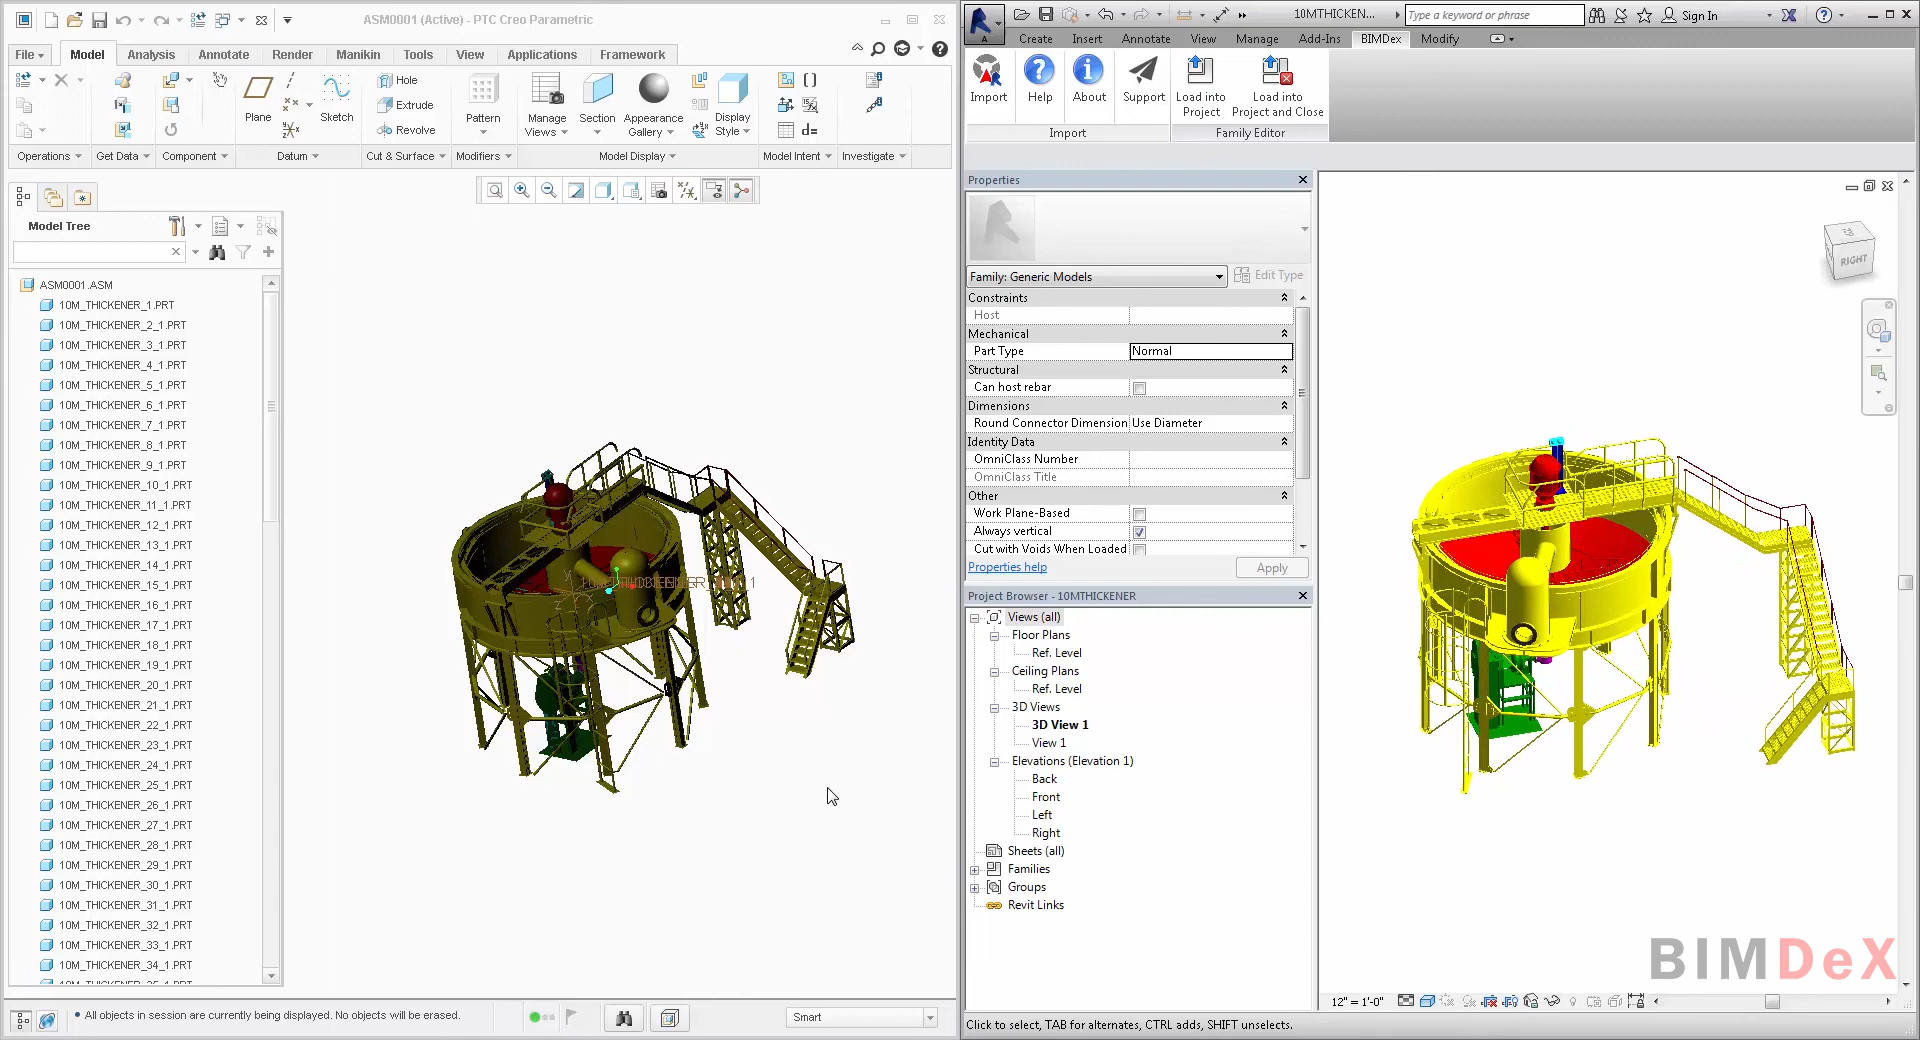 ASM0001 (Active) - PTC Creo Parametric
File
Model
Analysis
Annotate
Render
Manikin
Tools
View
Applications
Framework
Plane
Sketch
Hole
Extrude
Revolve
Pattern
Manage Views
Section
Appearance Gallery
Display Style
Operations
Get Data
Component
Datum
Cut & Surface
Modifiers
Model Display
Model Intent
Investigate
Model Tree
ASM0001.ASM
10M_THICKENER_1.PRT
10M_THICKENER_2_1.PRT
10M_THICKENER_3_1.PRT
10M_THICKENER_4_1.PRT
10M_THICKENER_5_1.PRT
10M_THICKENER_6_1.PRT
10M_THICKENER_7_1.PRT
10M_THICKENER_8_1.PRT
10M_THICKENER_9_1.PRT
10M_THICKENER_10_1.PRT
10M_THICKENER_11_1.PRT
10M_THICKENER_12_1.PRT
10M_THICKENER_13_1.PRT
10M_THICKENER_14_1.PRT
10M_THICKENER_15_1.PRT
10M_THICKENER_16_1.PRT
10M_THICKENER_17_1.PRT
10M_THICKENER_18_1.PRT
10M_THICKENER_19_1.PRT
10M_THICKENER_20_1.PRT
10M_THICKENER_21_1.PRT
10M_THICKENER_22_1.PRT
10M_THICKENER_23_1.PRT
10M_THICKENER_24_1.PRT
10M_THICKENER_25_1.PRT
10M_THICKENER_26_1.PRT
10M_THICKENER_27_1.PRT
10M_THICKENER_28_1.PRT
10M_THICKENER_29_1.PRT
10M_THICKENER_30_1.PRT
10M_THICKENER_31_1.PRT
10M_THICKENER_32_1.PRT
10M_THICKENER_33_1.PRT
10M_THICKENER_34_1.PRT
• All objects in session are currently being displayed. No objects will be erased.
Smart
10MTHICKEN...
Type a keyword or phrase
Sign In
Create
Insert
Annotate
View
Manage
Add-Ins
BIMDex
Modify
Import
Help
About
Support
Load into Project
Load into Project and Close
Import
Family Editor
Properties
Family: Generic Models
Edit Type
Constraints
Host
Mechanical
Part Type Normal
Structural
Can host rebar
Dimensions
Round Connector Dimension Use Diameter
Identity Data
OmniClass Number
OmniClass Title
Other
Work Plane-Based
Always vertical
Cut with Voids When Loaded
Properties help
Apply
Project Browser - 10MTHICKENER
Views (all)
Floor Plans
Ref. Level
Ceiling Plans
Ref. Level
3D Views
3D View 1
View 1
Elevations (Elevation 1)
Back
Front
Left
Right
Sheets (all)
Families
Groups
Revit Links
RIGHT
BIMDeX
12" = 1'-0"
Click to select, TAB for alternates, CTRL adds, SHIFT unselects.